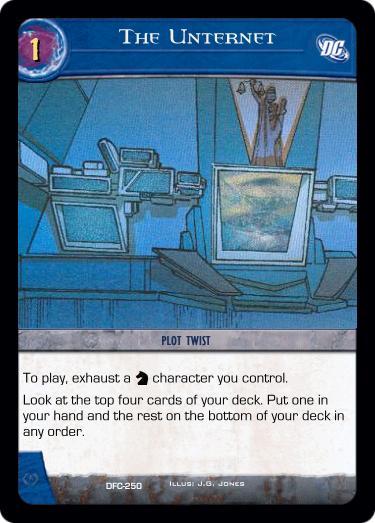 1
The Unternet
DC
PLOT TWIST
To play, exhaust a character you control.
Look at the top four cards of your deck. Put one in
your hand and the rest on the bottom of your deck in
any order.
DFC-250 Illus: J.G. Jones